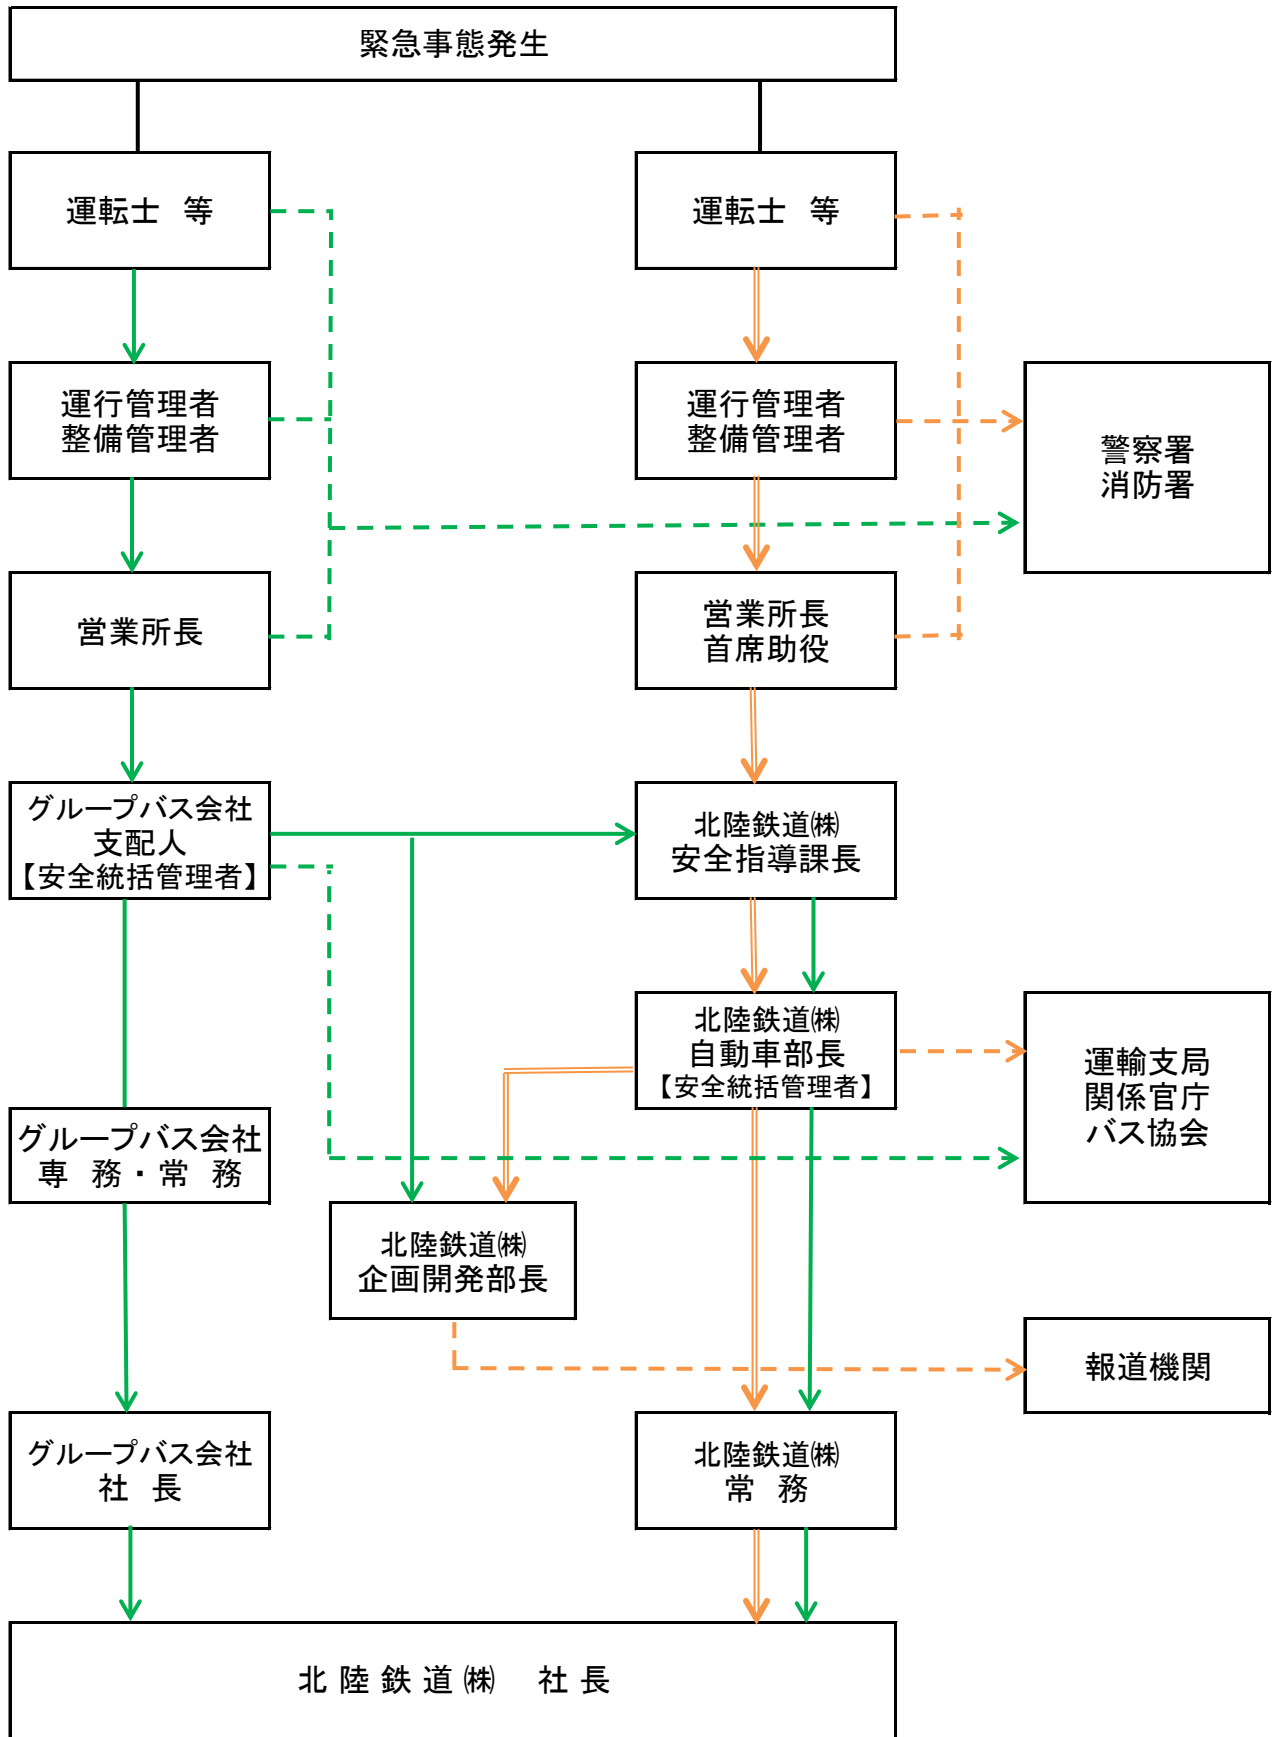 緊急事態発生
運転士　等
運転士　等
運行管理者
整備管理者
運行管理者
整備管理者
警察署
消防署
営業所長
営業所長
首席助役
グループバス会社
支配人
【安全統括管理者】
北陸鉄道㈱
安全指導課長
北陸鉄道㈱
自動車部長
【安全統括管理者】
運輸支局
関係官庁
バス協会
グループバス会社
専　務・常　務
北陸鉄道㈱
企画開発部長
報道機関
グループバス会社
社　長
北陸鉄道㈱
常　務
北 陸 鉄 道 ㈱　社 長